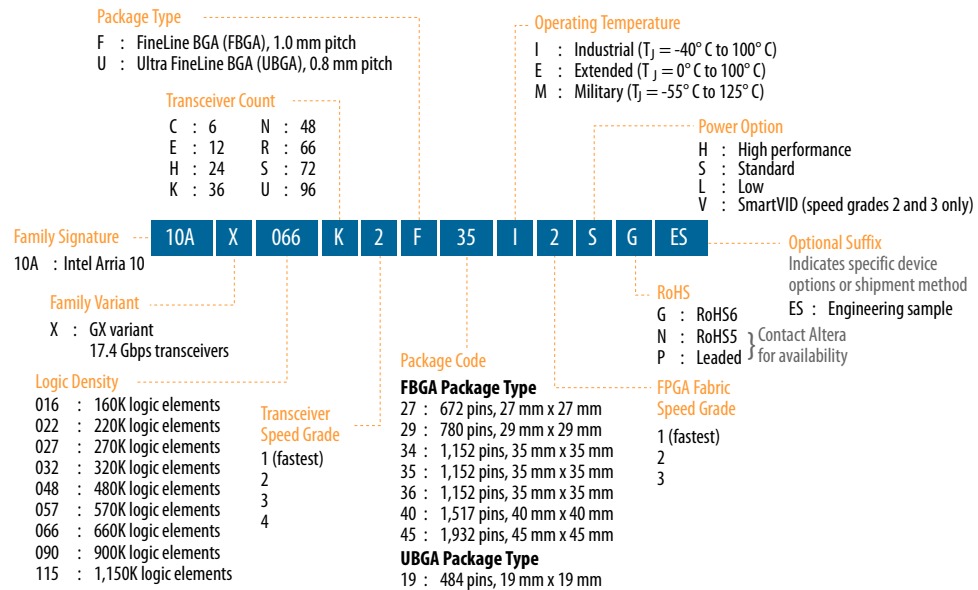 Package Type
F : FineLine BGA (FBGA), 1.0 mm pitch
U : Ultra FineLine BGA (UBGA), 0.8 mm pitch
Operating Temperature
I : Industrial (TJ = -40° C to 100° C)
E : Extended (TJ = 0° C to 100° C)
M : Military (TJ = -55° C to 125° C)
Transceiver Count
C : 6 N : 48
E : 12 R : 66
H : 24 S : 72
K : 36 U : 96
Power Option
H : High performance
S : Standard
L : Low
V : SmartVID (speed grades 2 and 3 only)
10A X 066 K 2 F 35 I 2 S G ES
Family Signature
10A : Intel Arria 10
Optional Suffix
Indicates specific device
options or shipment method
ES : Engineering sample
Family Variant
X : GX variant
17.4 Gbps transceivers
RoHS
G : RoHS6
N : RoHS5
P : Leaded
} Contact Altera
for availability
Logic Density
016 : 160K logic elements
022 : 220K logic elements
027 : 270K logic elements
032 : 320K logic elements
048 : 480K logic elements
057 : 570K logic elements
066 : 660K logic elements
090 : 900K logic elements
115 : 1,150K logic elements
Transceiver
Speed Grade
1 (fastest)
2
3
4
Package Code
FBGA Package Type
27 : 672 pins, 27 mm x 27 mm
29 : 780 pins, 29 mm x 29 mm
34 : 1,152 pins, 35 mm x 35 mm
35 : 1,152 pins, 35 mm x 35 mm
36 : 1,152 pins, 35 mm x 35 mm
40 : 1,517 pins, 40 mm x 40 mm
45 : 1,932 pins, 45 mm x 45 mm
UBGA Package Type
19 : 484 pins, 19 mm x 19 mm
FPGA Fabric
Speed Grade
1 (fastest)
2
3